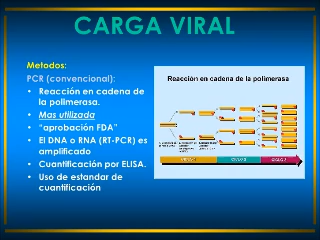 CARGA VIRAL
Metodos:
PCR (convencional):
• Reacción en cadena de
la polimerasa.
• Mas utilizada
• “aprobación FDA”
• El DNA o RNA (RT-PCR) es
amplificado
• Cuantificación por ELISA.
• Uso de estandar de
cuantificación
Reacción en cadena de la polimerasa